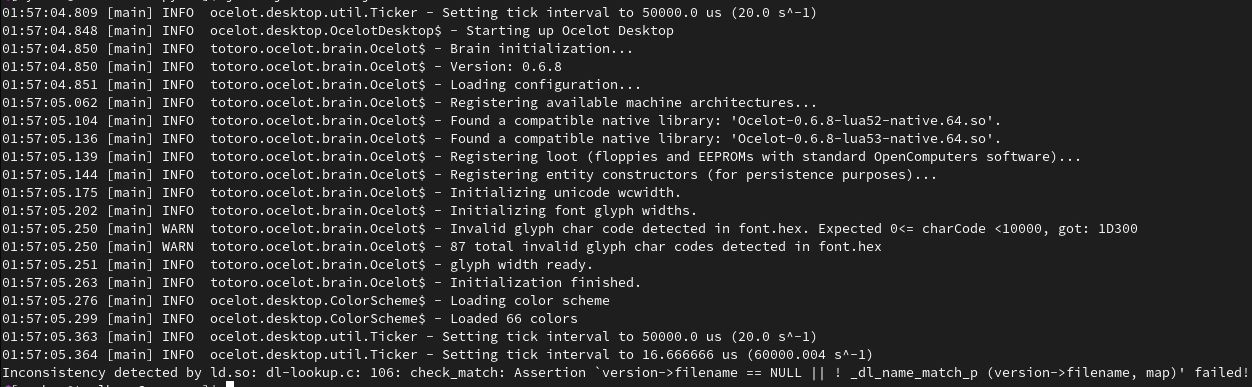 01:57:04.809 [main] INFO  ocelot.desktop.util.Ticker - Setting tick interval to 50000.0 us (20.0 s^-1)
01:57:04.848 [main] INFO  ocelot.desktop.OcelotDesktop$ - Starting up Ocelot Desktop
01:57:04.850 [main] INFO  totoro.ocelot.brain.Ocelot$ - Brain initialization...
01:57:04.850 [main] INFO  totoro.ocelot.brain.Ocelot$ - Version: 0.6.8
01:57:04.851 [main] INFO  totoro.ocelot.brain.Ocelot$ - Loading configuration...
01:57:05.062 [main] INFO  totoro.ocelot.brain.Ocelot$ - Registering available machine architectures...
01:57:05.104 [main] INFO  totoro.ocelot.brain.Ocelot$ - Found a compatible native library: 'Ocelot-0.6.8-lua52-native.64.so'.
01:57:05.136 [main] INFO  totoro.ocelot.brain.Ocelot$ - Found a compatible native library: 'Ocelot-0.6.8-lua53-native.64.so'.
01:57:05.139 [main] INFO  totoro.ocelot.brain.Ocelot$ - Registering loot (floppies and EEPROMs with standard OpenComputers software)...
01:57:05.144 [main] INFO  totoro.ocelot.brain.Ocelot$ - Registering entity constructors (for persistence purposes)...
01:57:05.175 [main] INFO  totoro.ocelot.brain.Ocelot$ - Initializing unicode wcwidth.
01:57:05.202 [main] INFO  totoro.ocelot.brain.Ocelot$ - Initializing font glyph widths.
01:57:05.250 [main] WARN  totoro.ocelot.brain.Ocelot$ - Invalid glyph char code detected in font.hex. Expected 0<= charCode <10000, got: 1D300
01:57:05.250 [main] WARN  totoro.ocelot.brain.Ocelot$ - 87 total invalid glyph char codes detected in font.hex
01:57:05.251 [main] INFO  totoro.ocelot.brain.Ocelot$ - glyph width ready.
01:57:05.263 [main] INFO  totoro.ocelot.brain.Ocelot$ - Initialization finished.
01:57:05.276 [main] INFO  ocelot.desktop.ColorScheme$ - Loading color scheme
01:57:05.299 [main] INFO  ocelot.desktop.ColorScheme$ - Loaded 66 colors
01:57:05.363 [main] INFO  ocelot.desktop.util.Ticker - Setting tick interval to 50000.0 us (20.0 s^-1)
01:57:05.364 [main] INFO  ocelot.desktop.util.Ticker - Setting tick interval to 16.666666 us (60000.004 s^-1)
Inconsistency detected by ld.so: dl-lookup.c: 106: check_match: Assertion `version->filename == NULL || ! _dl_name_match_p (version->filename, map)' failed!